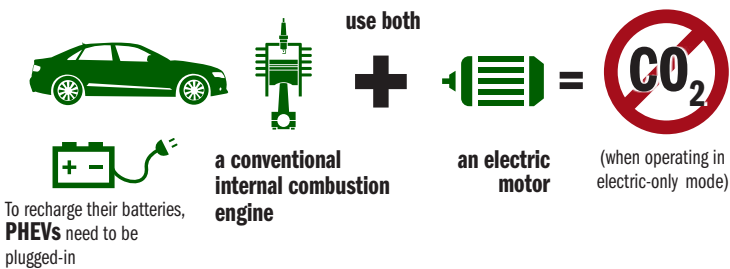 use both
+
=
CO2
a conventional
internal combustion
engine
an electric
motor
(when operating in
electric-only mode)
+ −
To recharge their batteries,
PHEVs need to be
plugged-in